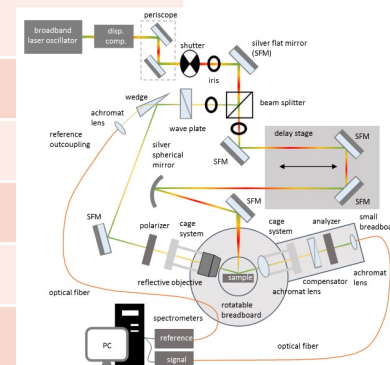 periscope
broadband
laser oscillator
disp.
comp.
shutter
silver flat mirror
(SFM)
iris
wedge
achromat
lens
beam splitter
wave plate
reference
outcoupling
delay stage
SFM
silver
spherical
mirror
SFM
SFM
SFM
small
SFM
polarizer
cage
system
cage
system
analyzer
sample
achromat
lens
compensator
achromat lens
reflective objective
rotatable
breadboard
optical fiber
spectrometers
PC
reference
signal
optical fiber